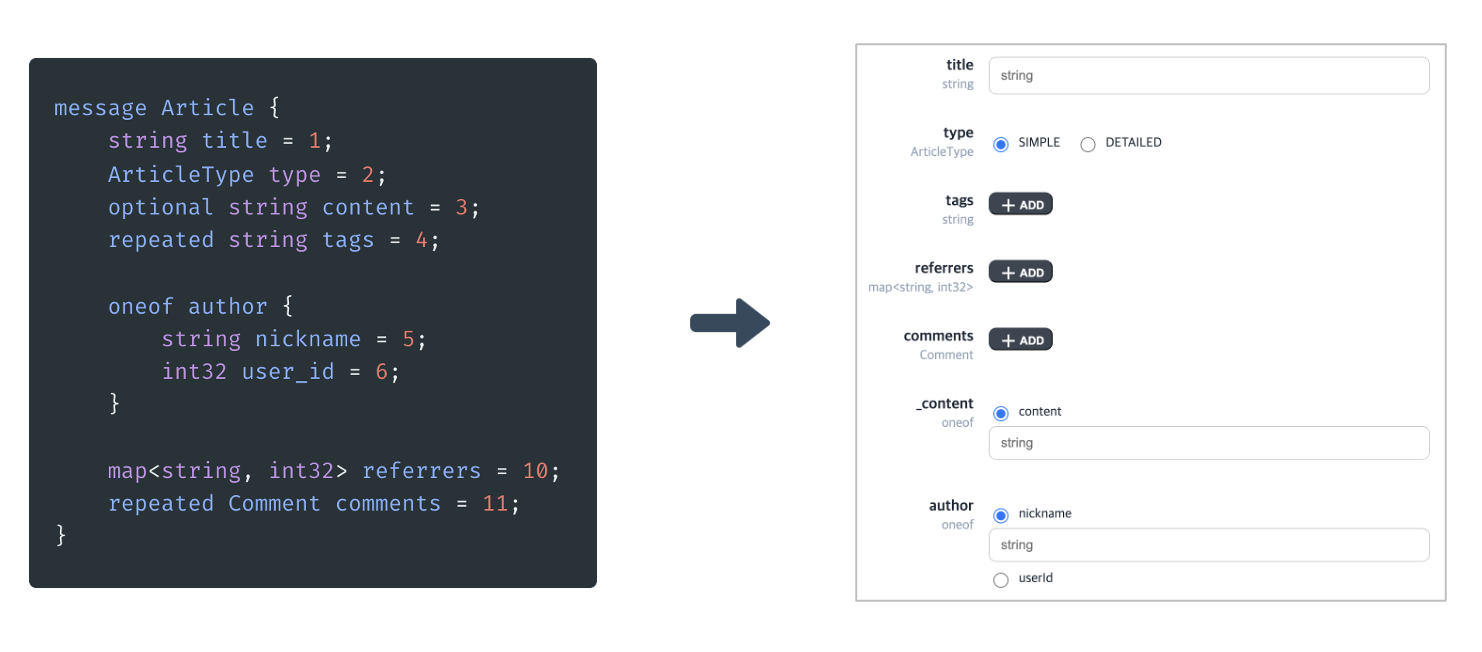 message Article {
string title = 1;
ArticleType type = 2;
optional string content = 3;
repeated string tags = 4;
oneof author {
string nickname = 5;
int32 user_id = 6;
}
map<string, int32> referrers = 10;
repeated Comment comments = 11;
}
title
string
string
type
ArticleType
SIMPLE
DETAILED
tags
string
+ ADD
referrers
map<string, int32>
+ ADD
comments
Comment
+ ADD
_content
oneof
content
string
author
oneof
nickname
string
userId